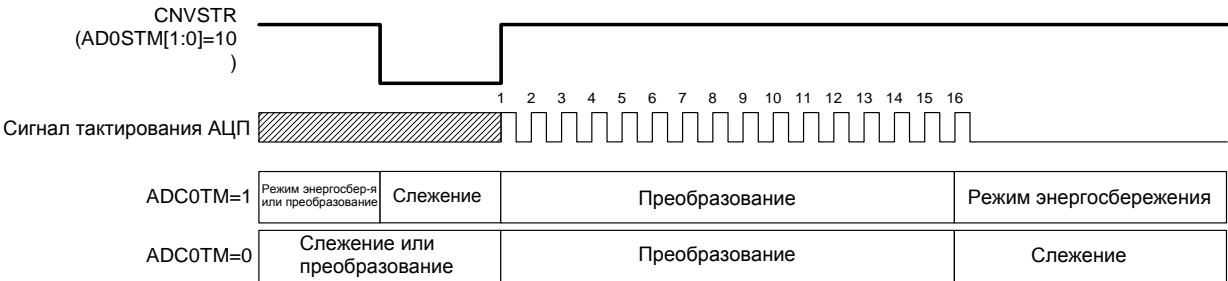 CNVSTR
(AD0STM[1:0]=10
)
1 2 3 4 5 6 7 8 9 10 11 12 13 14 15 16
Сигнал тактирования АЦП
ADC0TM=1
Режим энергосбер-я
или преобразование
Слежение
Преобразование
Режим энергосбережения
ADC0TM=0
Слежение или
преобразование
Преобразование
Слежение